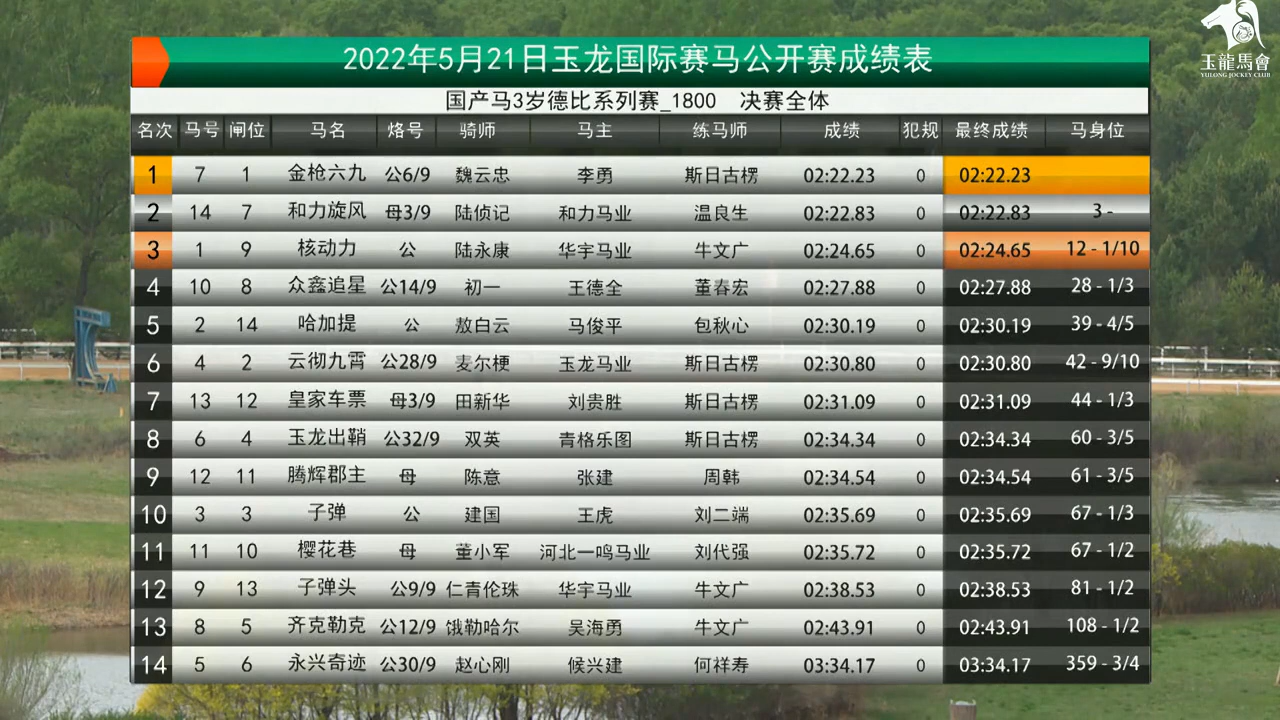 玉龍馬會
YULONG JOCKEY CLUB
2022年5月21日玉龙国际赛马公开赛成绩表
国产马3岁德比系列赛_1800 决赛全体
名次 马号 闸位 马名 烙号 骑师 马主 练马师 成绩 犯规 最终成绩 马身位
1 7 1 金枪六九 公6/9 魏云忠 李勇 斯日古楞 02:22.23 0 02:22.23
2 14 7 和力旋风 母3/9 陆侦记 和力马业 温良生 02:22.83 0 02:22.83 3 -
3 1 9 核动力 公 陆永康 华宇马业 牛文广 02:24.65 0 02:24.65 12 - 1/10
4 10 8 众鑫追星 公14/9 初一 王德全 董春宏 02:27.88 0 02:27.88 28 - 1/3
5 2 14 哈加提 公 敖白云 马俊平 包秋心 02:30.19 0 02:30.19 39 - 4/5
6 4 2 云彻九霄 公28/9 麦尔梗 玉龙马业 斯日古楞 02:30.80 0 02:30.80 42 - 9/10
7 13 12 皇家车票 母3/9 田新华 刘贵胜 斯日古楞 02:31.09 0 02:31.09 44 - 1/3
8 6 4 玉龙出鞘 公32/9 双英 青格乐图 斯日古楞 02:34.34 0 02:34.34 60 - 3/5
9 12 11 腾辉郡主 母 陈意 张建 周韩 02:34.54 0 02:34.54 61 - 3/5
10 3 3 子弹 公 建国 王虎 刘二端 02:35.69 0 02:35.69 67 - 1/3
11 11 10 樱花巷 母 董小军 河北一鸣马业 刘代强 02:35.72 0 02:35.72 67 - 1/2
12 9 13 子弹头 公9/9 仁青伦珠 华宇马业 牛文广 02:38.53 0 02:38.53 81 - 1/2
13 8 5 齐克勒克 公12/9 饿勒哈尔 吴海勇 牛文广 02:43.91 0 02:43.91 108 - 1/2
14 5 6 永兴奇迹 公30/9 赵心刚 候兴建 何祥寿 03:34.17 0 03:34.17 359 - 3/4